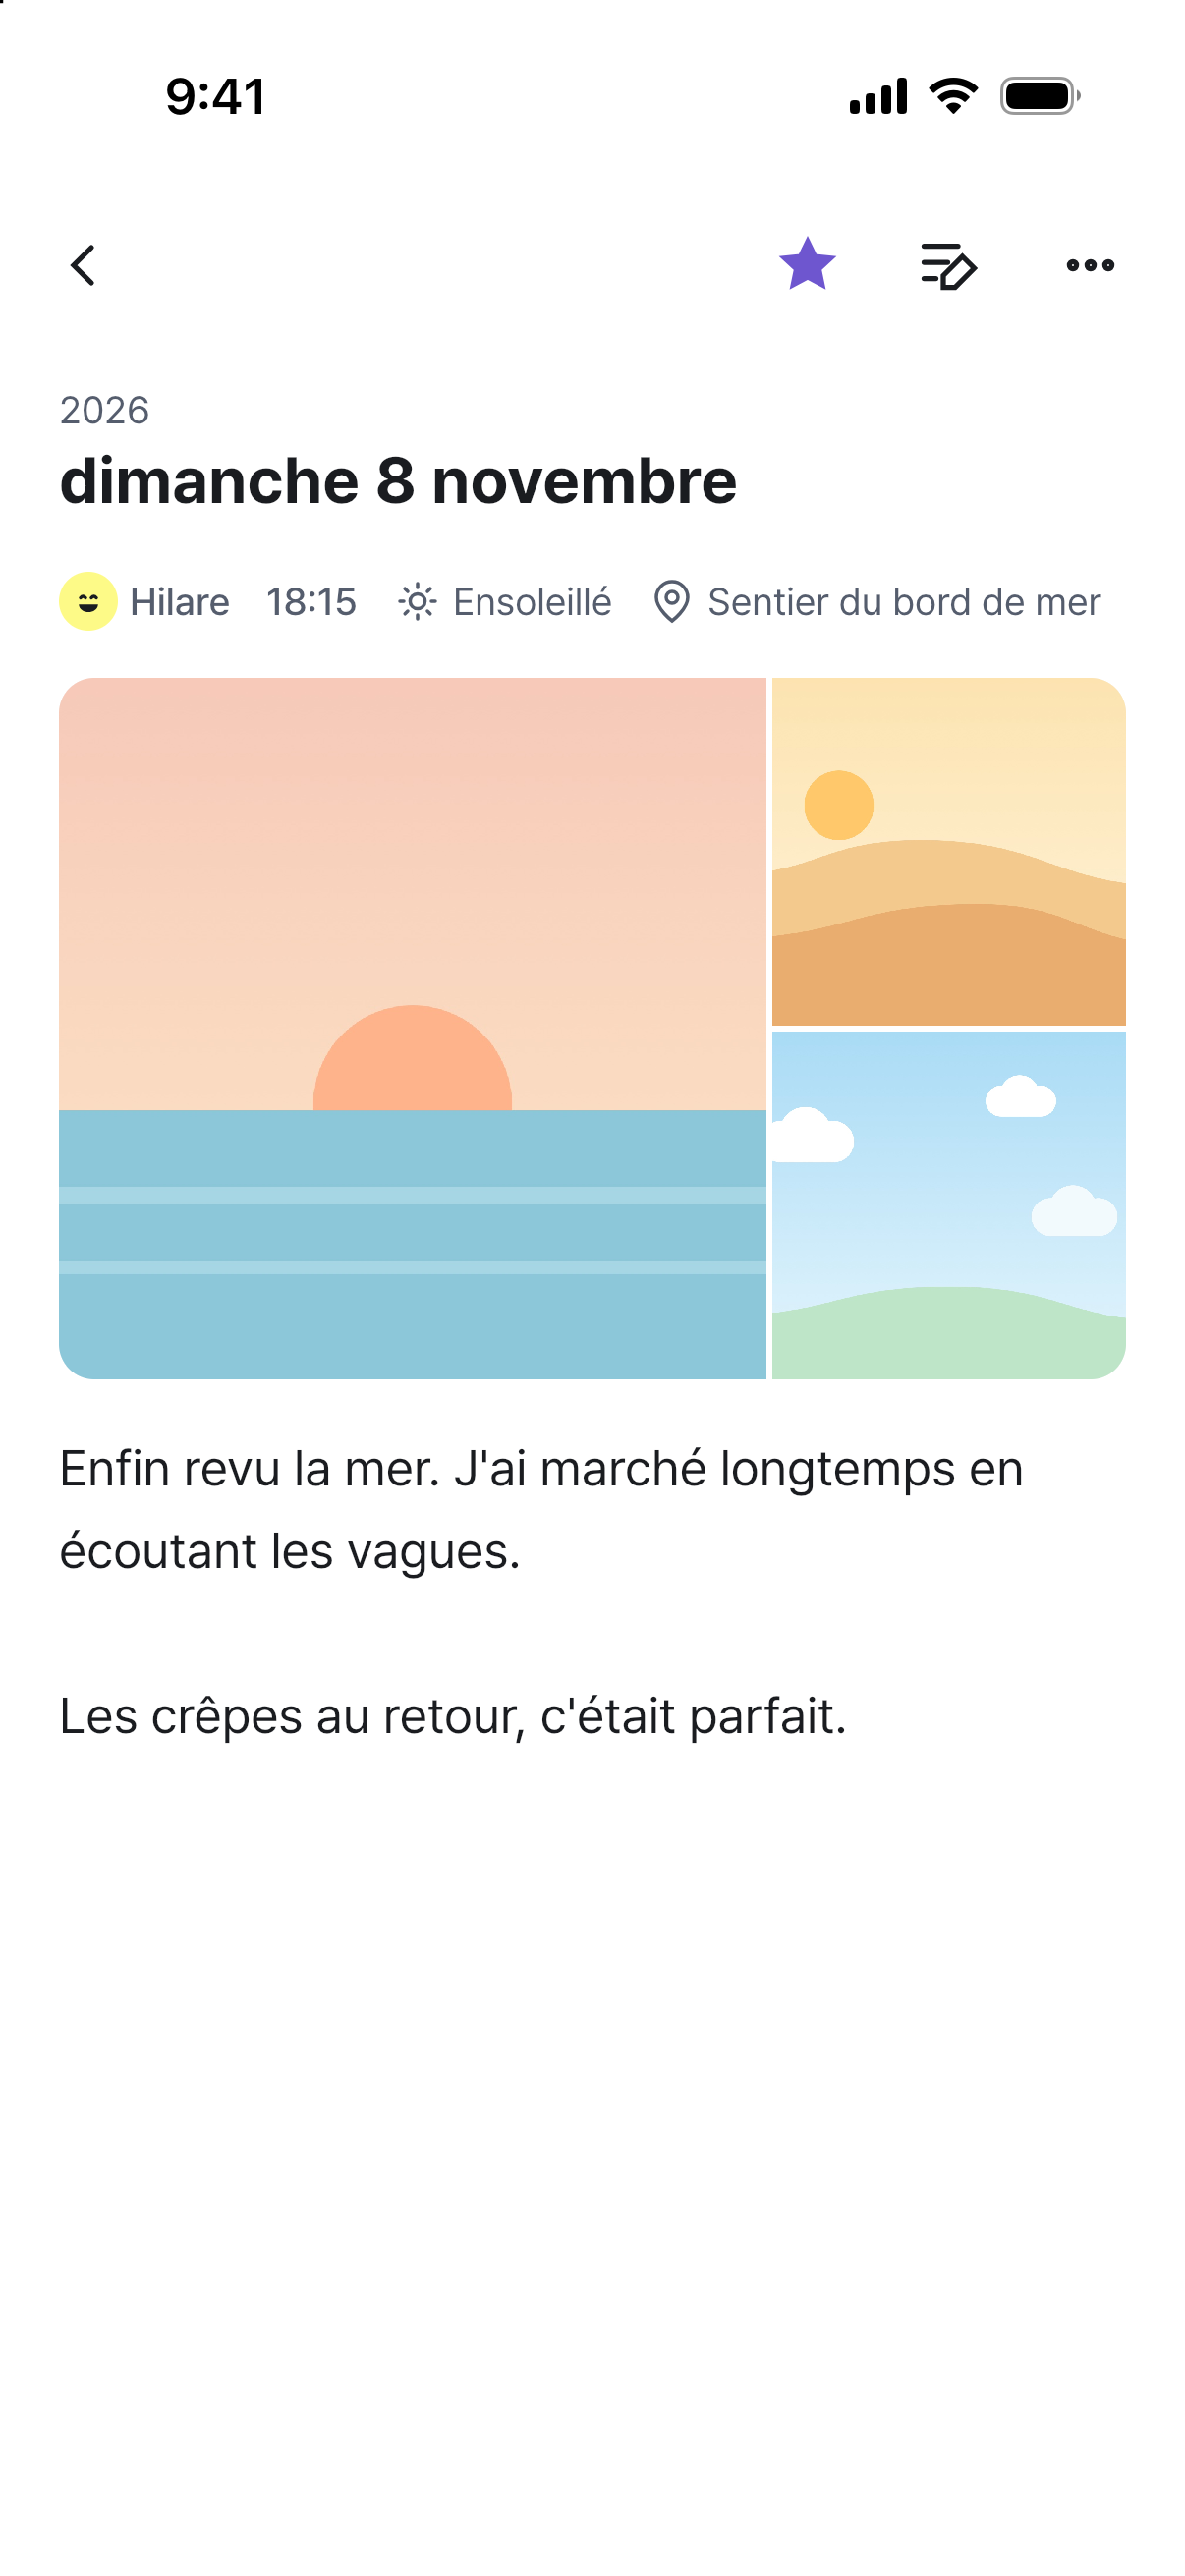 9:41
2026
dimanche 8 novembre
Hilare 18:15 Ensoleillé Sentier du bord de mer
Enfin revu la mer. J'ai marché longtemps en
écoutant les vagues.
Les crêpes au retour, c'était parfait.